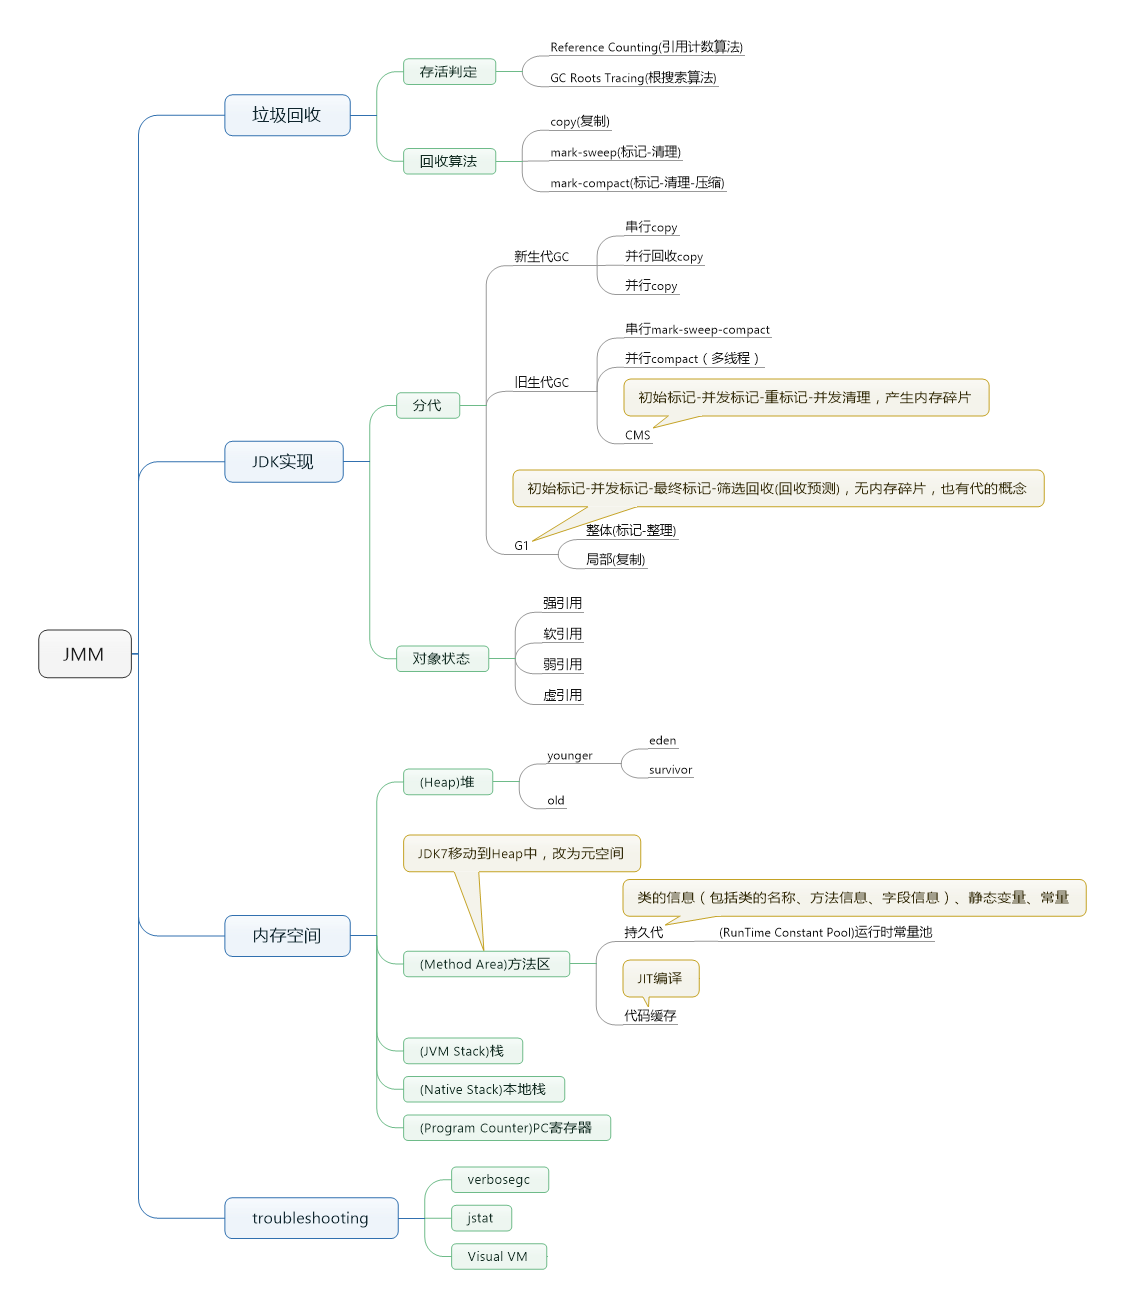 JMM
垃圾回收
存活判定
Reference Counting(引用计数算法)
GC Roots Tracing(根搜索算法)
回收算法
copy(复制)
mark-sweep(标记-清理)
mark-compact(标记-清理-压缩)
JDK实现
分代
新生代GC
串行copy
并行回收copy
并行copy
旧生代GC
串行mark-sweep-compact
并行compact（多线程）
初始标记-并发标记-重标记-并发清理，产生内存碎片
CMS
初始标记-并发标记-最终标记-筛选回收(回收预测)，无内存碎片，也有代的概念
G1
整体(标记-整理)
局部(复制)
对象状态
强引用
软引用
弱引用
虚引用
内存空间
(Heap)堆
younger
eden
survivor
old
JDK7移动到Heap中，改为元空间
(Method Area)方法区
类的信息（包括类的名称、方法信息、字段信息）、静态变量、常量
持久代
(RunTime Constant Pool)运行时常量池
JIT编译
代码缓存
(JVM Stack)栈
(Native Stack)本地栈
(Program Counter)PC寄存器
troubleshooting
verbosegc
jstat
Visual VM